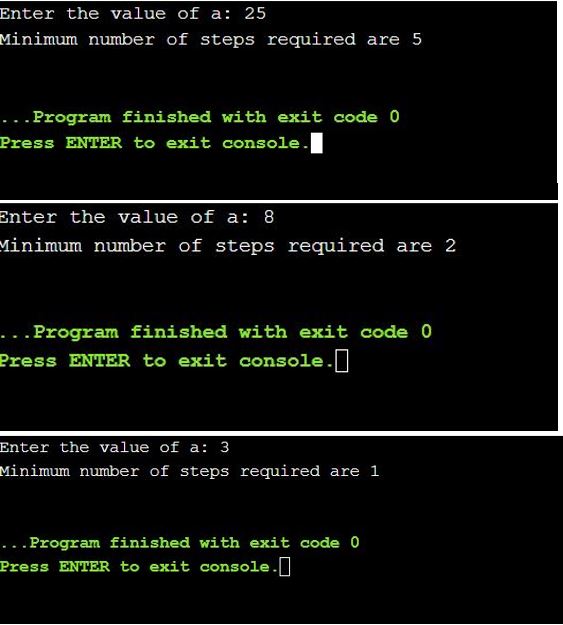 Enter the value of a: 25
Minimum number of steps required are 5
...Program finished with exit code 0
Press ENTER to exit console.
Enter the value of a: 8
Minimum number of steps required are 2
...Program finished with exit code 0
Press ENTER to exit console.
Enter the value of a: 3
Minimum number of steps required are 1
...Program finished with exit code 0
Press ENTER to exit console.